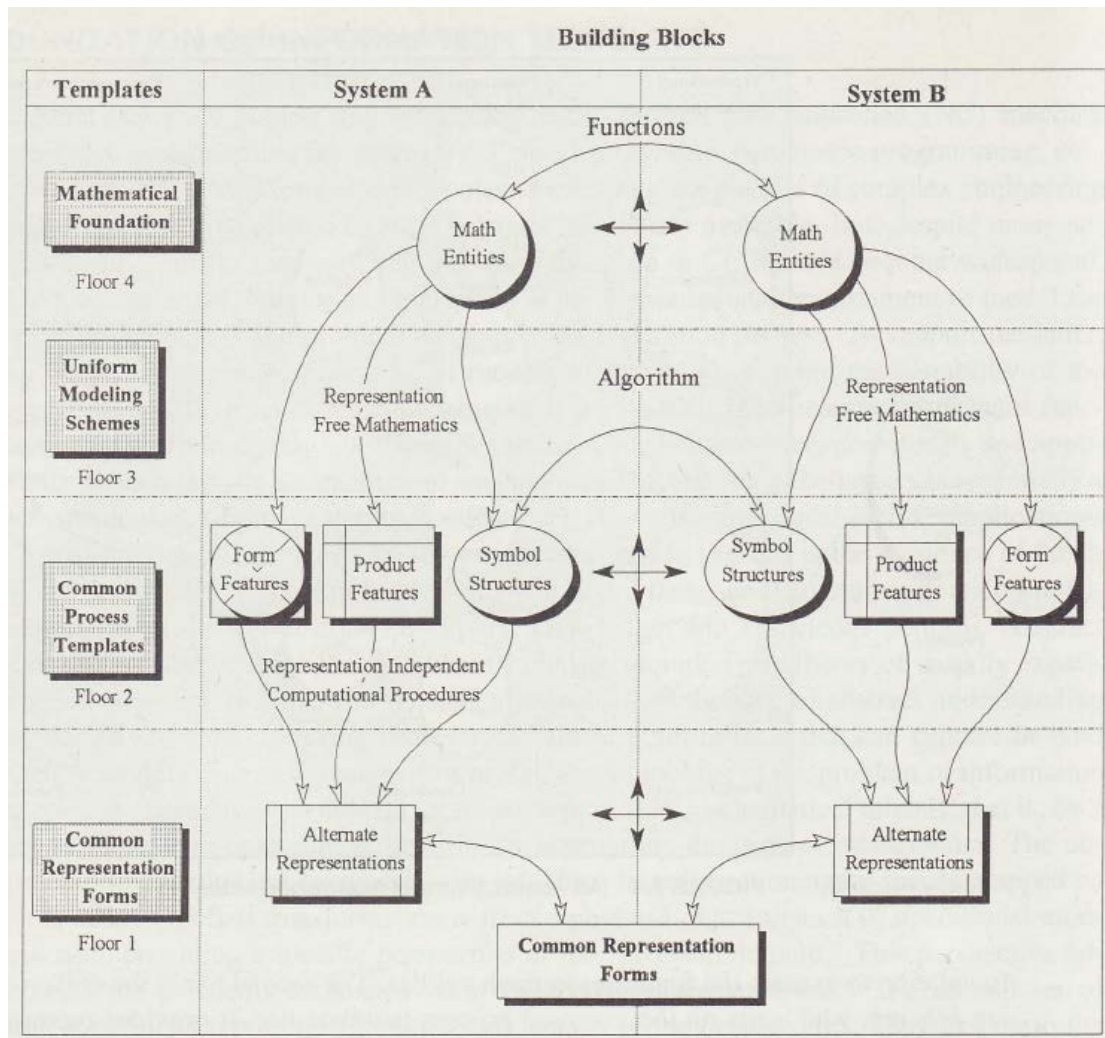 Building Blocks
Templates
System A
System B
Functions
Mathematical
Foundation
Floor 4
Math
Entities
Math
Entities
Uniform
Modeling
Schemes
Floor 3
Representation
Free Mathematics
Algorithm
Representation
Free Mathematics
Common
Process
Templates
Floor 2
Form
Features
Product
Features
Symbol
Structures
Symbol
Structures
Product
Features
Form
Features
Representation Independent
Computational Procedures
Common
Representation
Forms
Floor 1
Alternate
Representations
Alternate
Representations
Common Representation
Forms